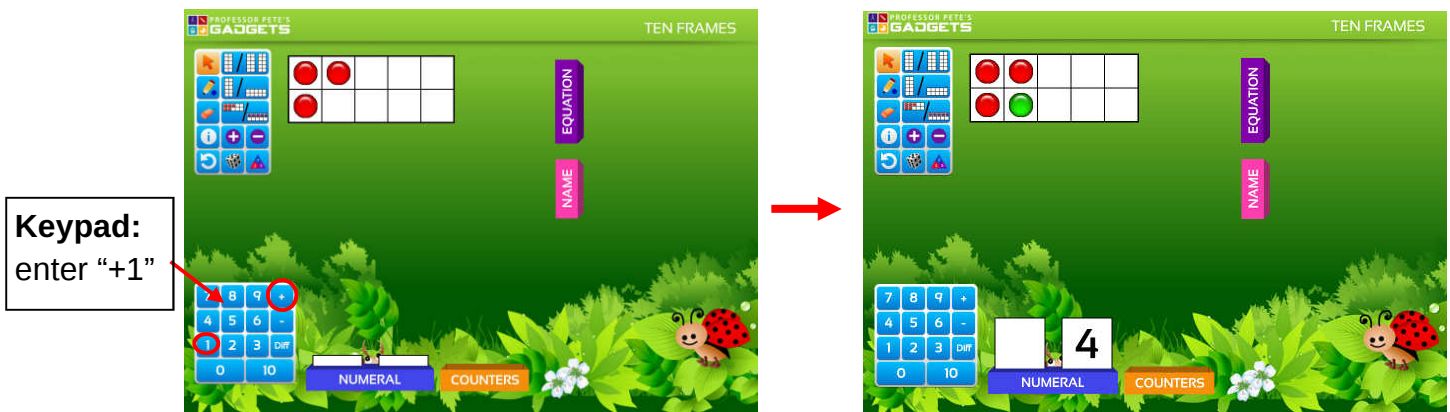 PROFESSOR PETE'S
GADGETS
TEN FRAMES
EQUATION
NAME
Keypad:
enter “+1”
7 8 9 +
4 5 6 -
1 2 3 Diff
0 10
NUMERAL
COUNTERS
PROFESSOR PETE'S
GADGETS
TEN FRAMES
EQUATION
NAME
7 8 9 +
4 5 6 -
1 2 3 Diff
0 10
4
NUMERAL
COUNTERS